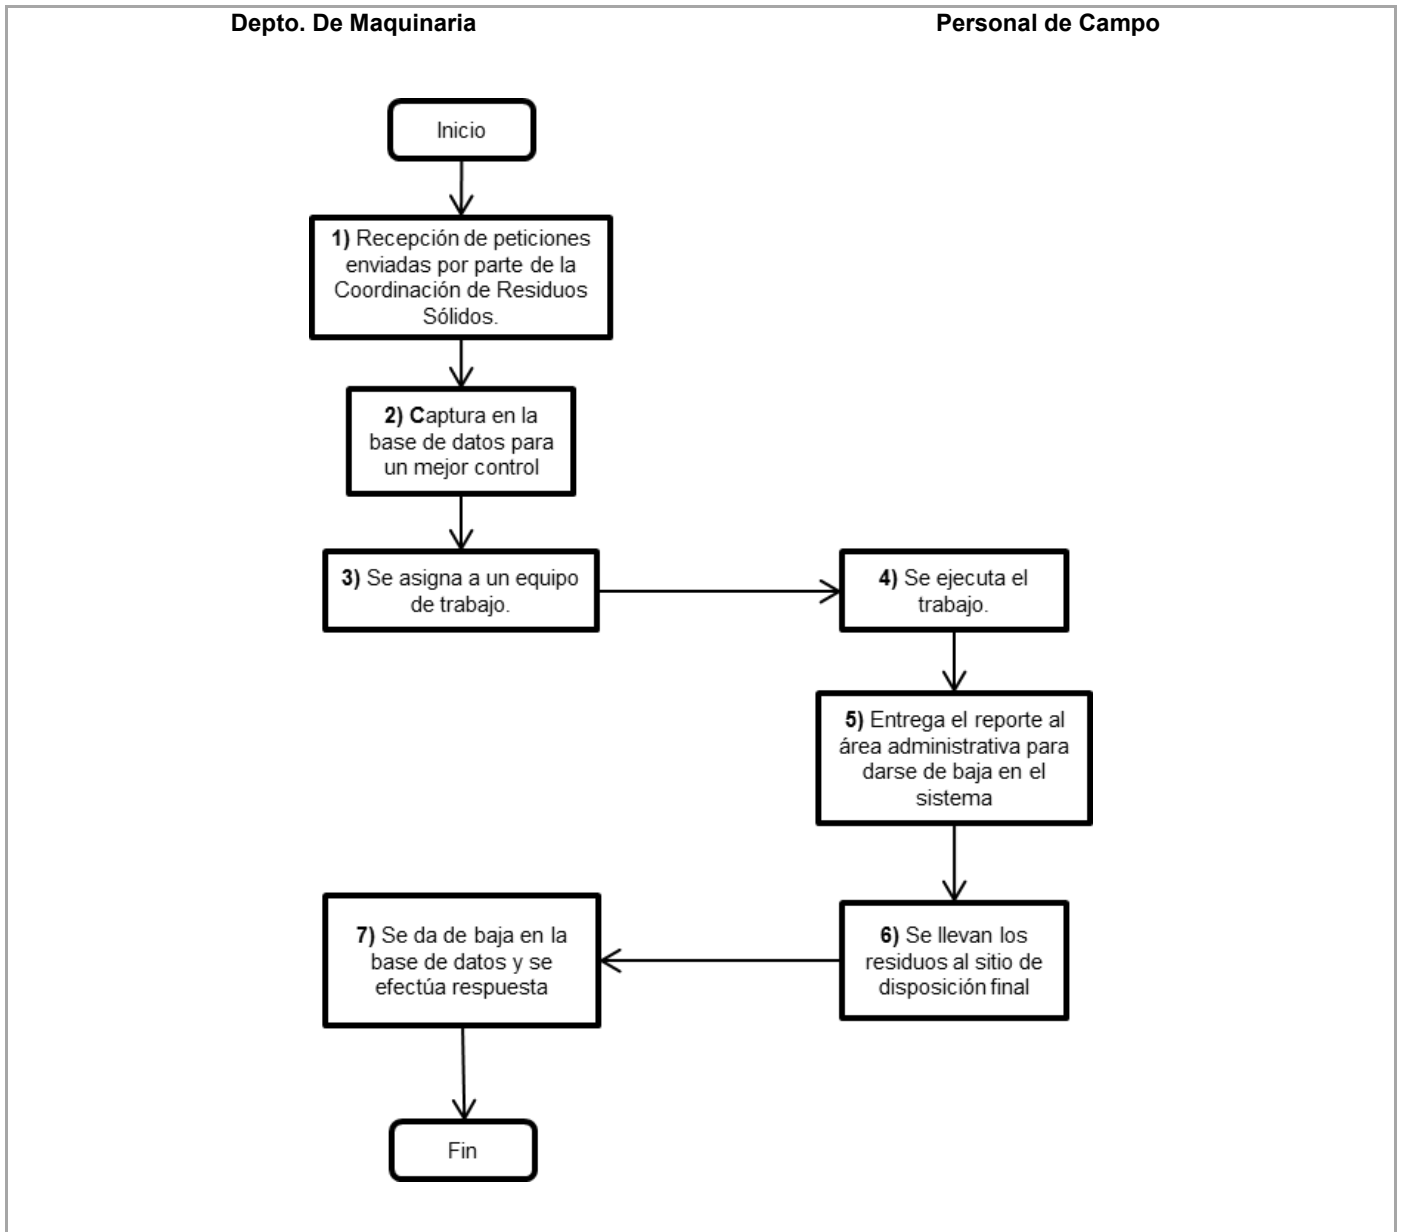 Depto. De Maquinaria
Personal de Campo
Inicio
1) Recepción de peticiones
enviadas por parte de la
Coordinación de Residuos
Sólidos.
2) Captura en la
base de datos para
un mejor control
3) Se asigna a un equipo
de trabajo.
4) Se ejecuta el
trabajo.
5) Entrega el reporte al
área administrativa para
darse de baja en el
sistema
6) Se llevan los
residuos al sitio de
disposición final
7) Se da de baja en la
base de datos y se
efectúa respuesta
Fin